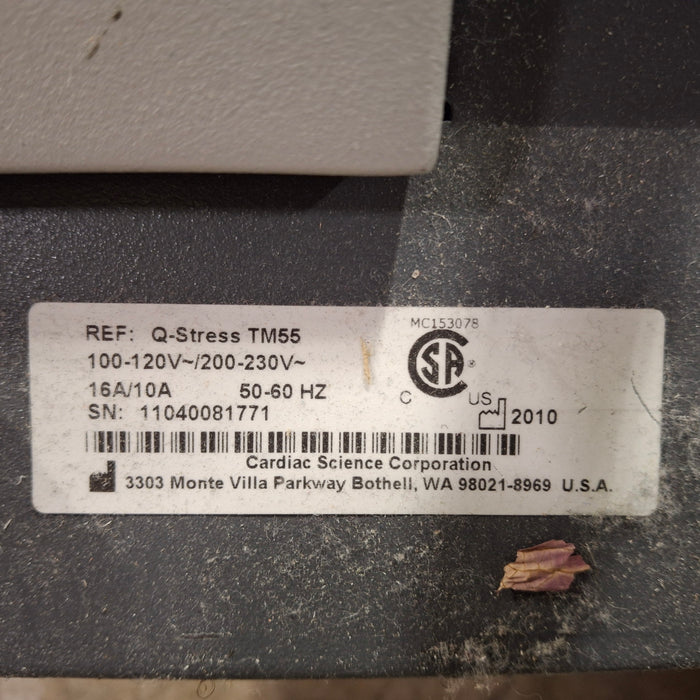 MC153078
REF: Q-Stress TM55
100-120V~/200-230V~
16A/10A 50-60 HZ
SA
C US
SN: 11040081771
2010
Cardiac Science Corporation
3303 Monte Villa Parkway Bothell, WA 98021-8969 U.S.A.